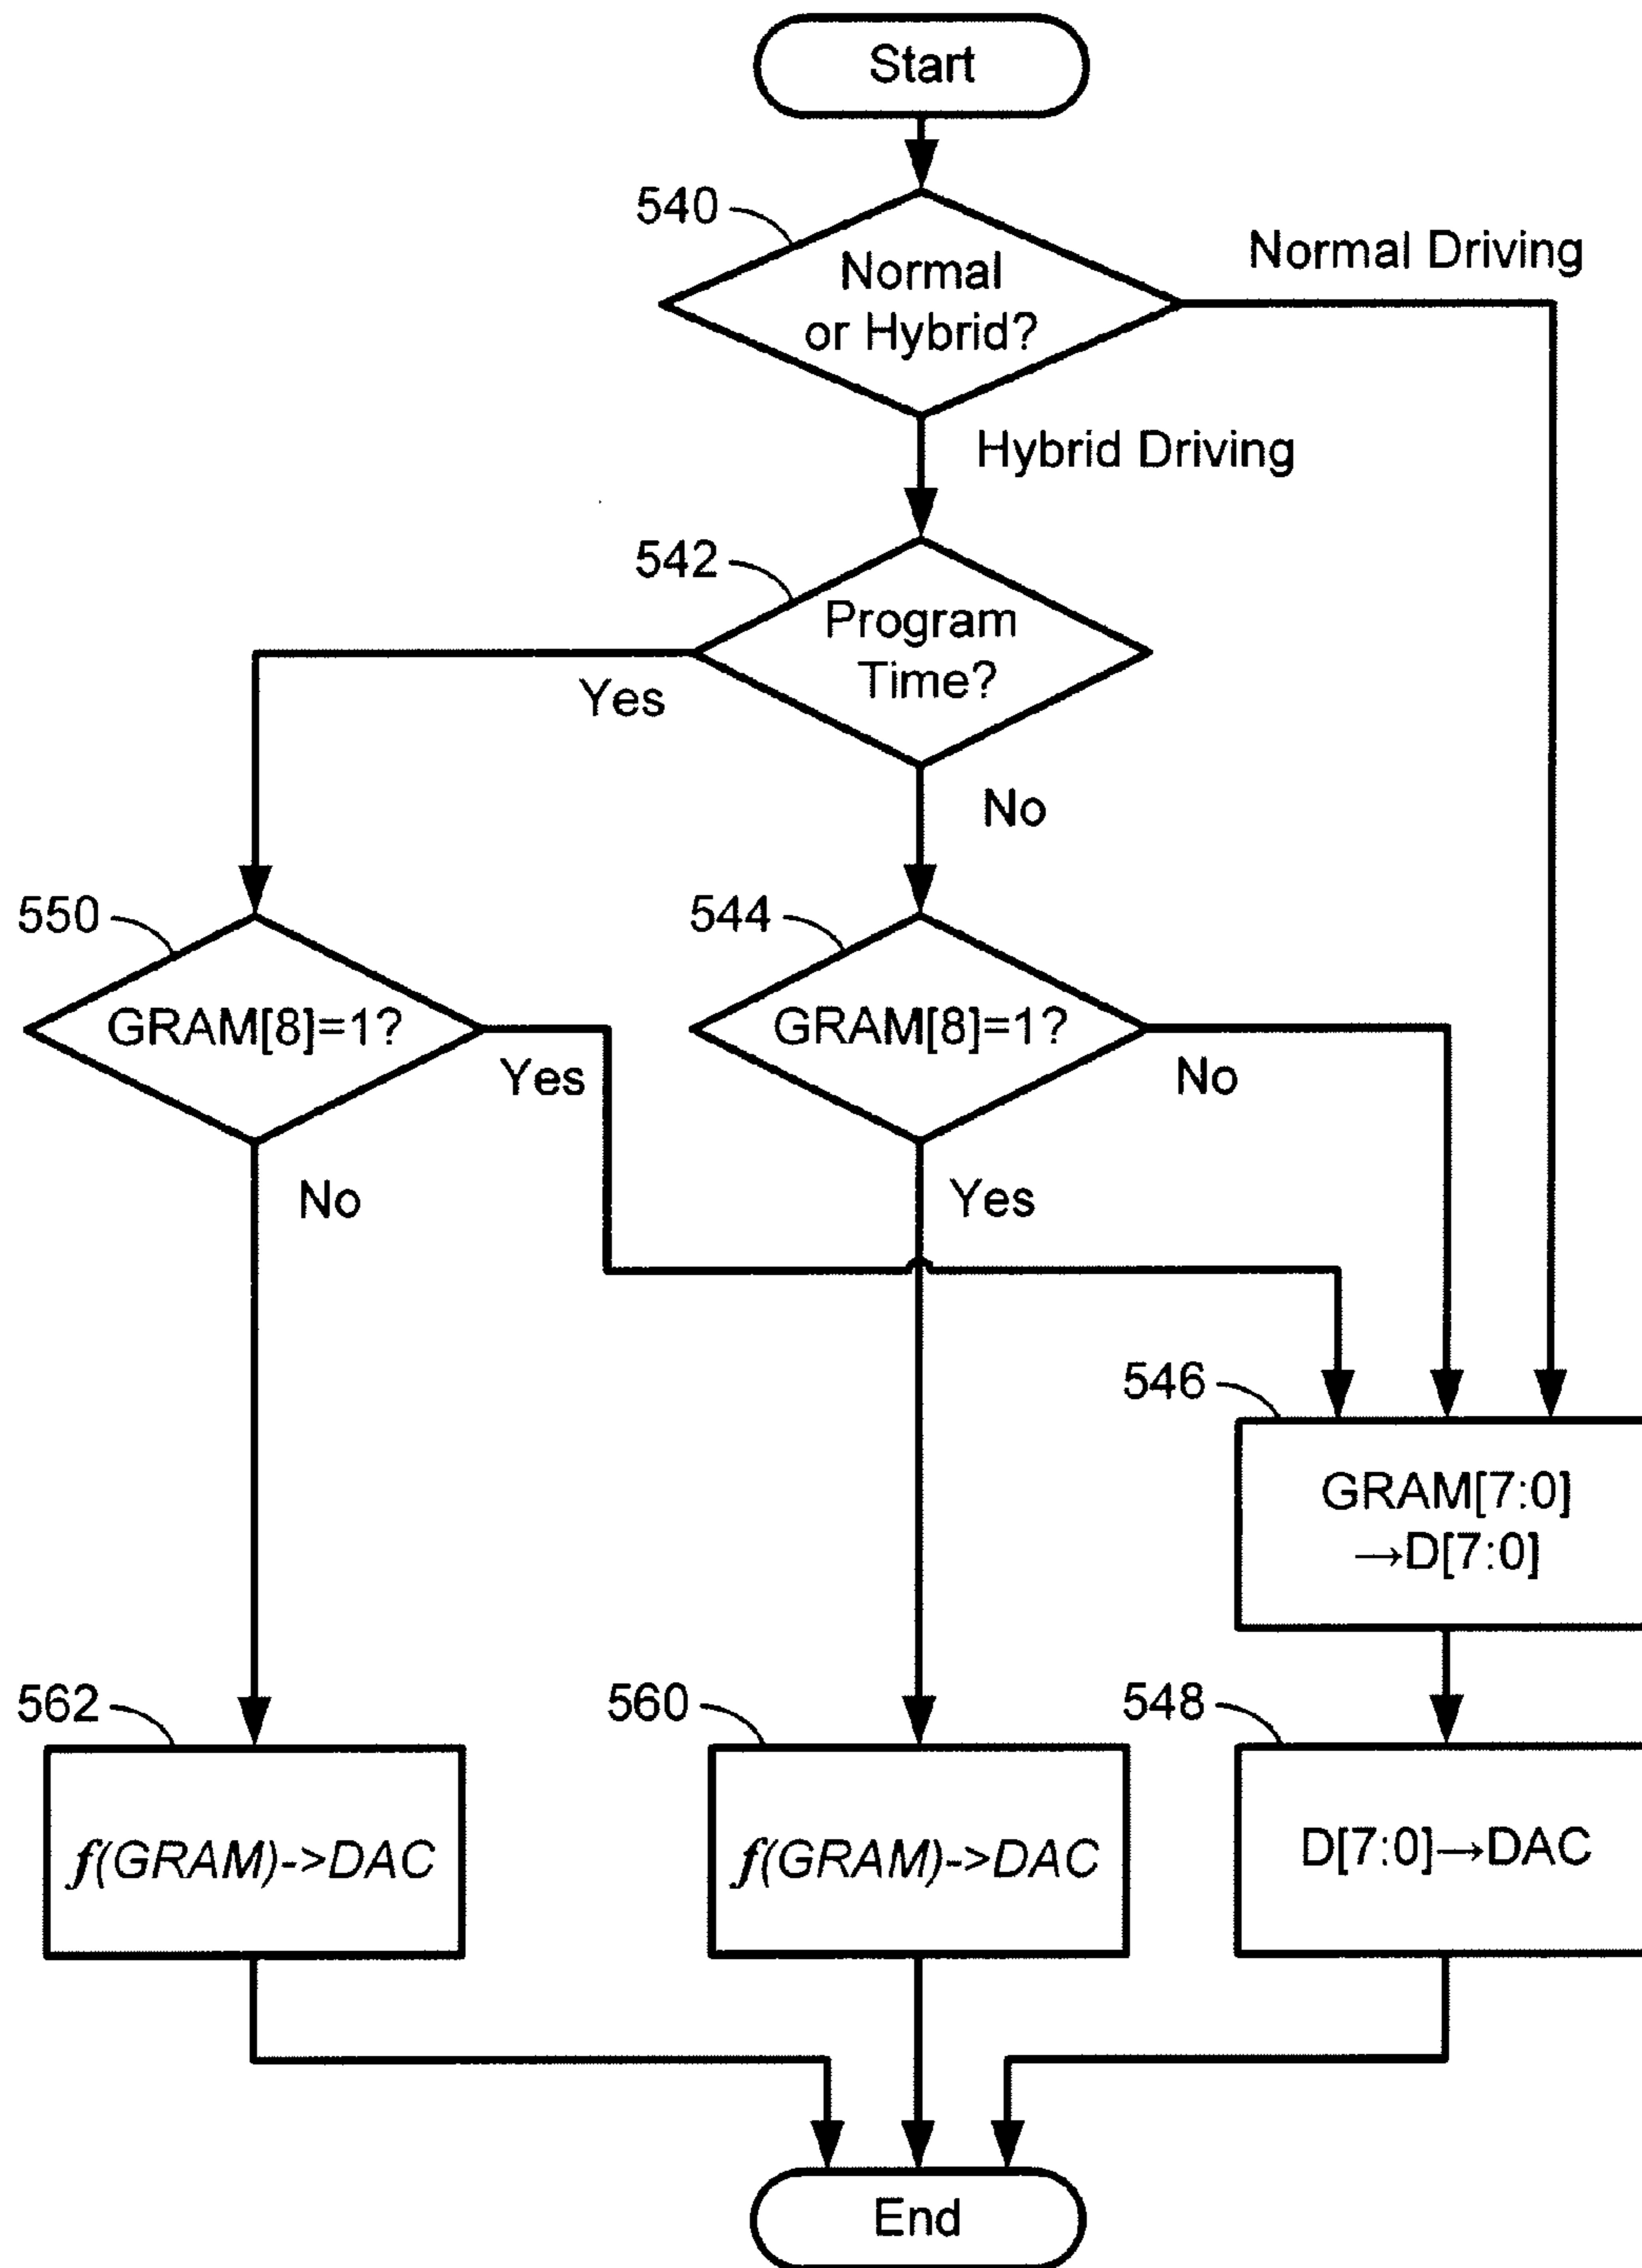 Start
540
Normal
or Hybrid?
Normal Driving
Hybrid Driving
542
Program
Time?
Yes
No
550
GRAM[8]=1?
Yes
No
544
GRAM[8]=1?
No
Yes
546
GRAM[7:0]
→D[7:0]
562
f(GRAM)->DAC
560
f(GRAM)->DAC
548
D[7:0]→DAC
End